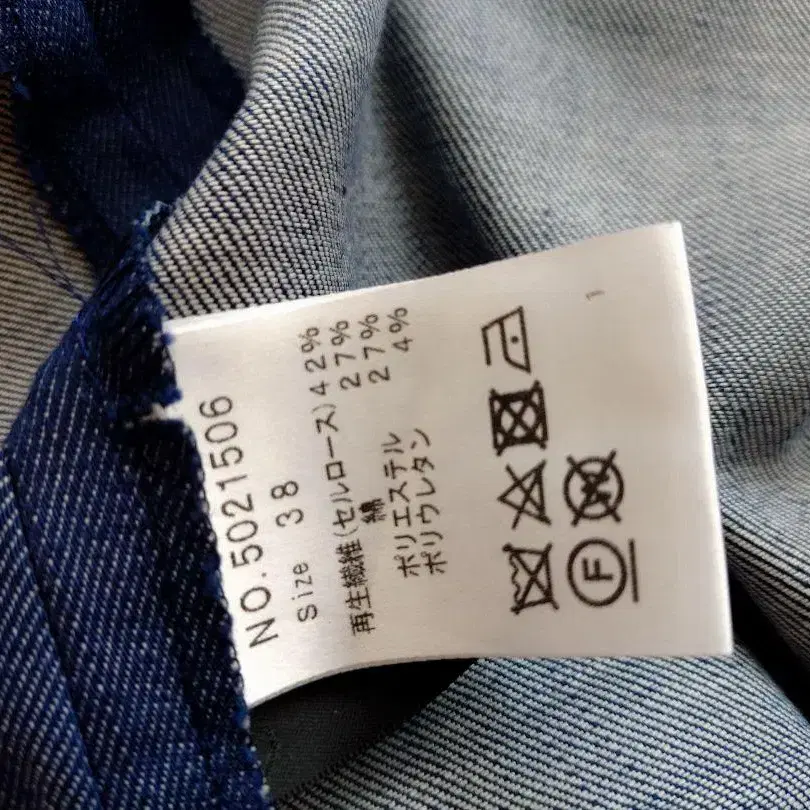 NO.5021506
Size 38
再生繊維(セルロース)42%
綿 27%
ポリエステル 27%
ポリウレタン 4%
F W
1